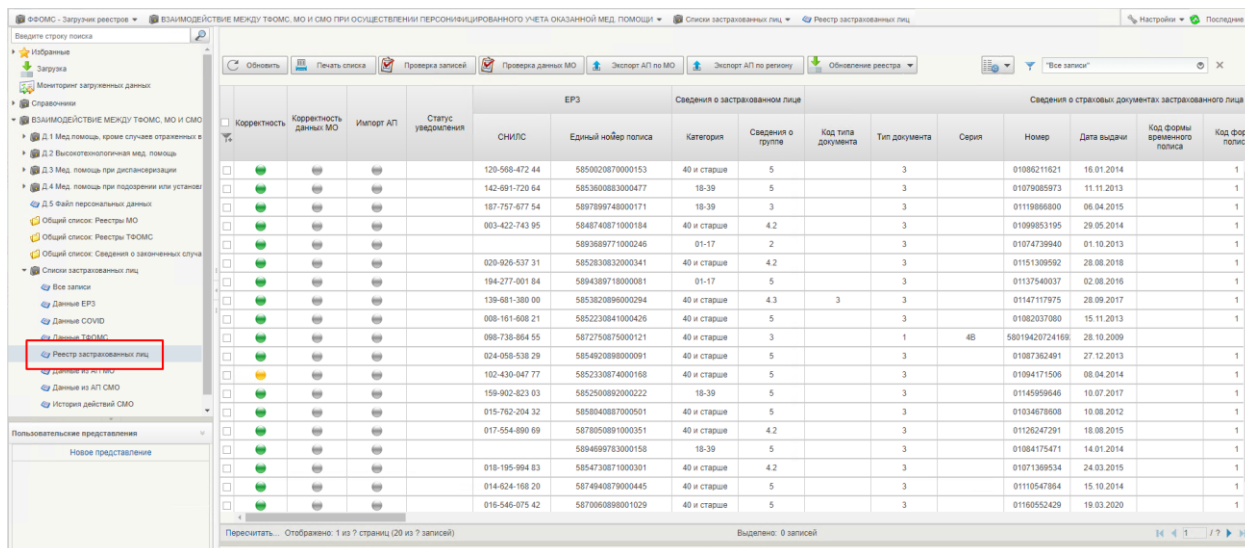 ФФОМС - Загрузчик реестров ВЗАИМОДЕЙСТВИЕ МЕЖДУ ТФОМС, МО И СМО ПРИ ОСУЩЕСТВЛЕНИИ ПЕРСОНИФИЦИРОВАННОГО УЧЕТА ОКАЗАННОЙ МЕД. ПОМОЩИ Списки застрахованных лиц Реестр застрахованных лиц Настройки Последние
Введите строку поиска
Избранные
Загрузка
Мониторинг загруженных данных
Справочники
ВЗАИМОДЕЙСТВИЕ МЕЖДУ ТФОМС, МО И СМО
Д.1 Мед.помощь, кроме случаев отраженных в
Д.2 Высокотехнологичная мед. помощь
Д.3 Мед. помощь при диспансеризации
Д.4 Мед. помощь при подозрении или установл
Д.5 Файл персональных данных
Общий список: Реестры МО
Общий список: Реестры ТФОМС
Общий список: Сведения о законченных случа
Списки застрахованных лиц
Все записи
Данные ЕРЗ
Данные COVID
Данные ТФОМС
Реестр застрахованных лиц
Данные из АП МО
Данные из АП СМО
История действий СМО
Пользовательские представления
Новое представление
Обновить Печать списка Проверка записей Проверка данных МО Экспорт АП по МО Экспорт АП по региону Обновление реестра "Все записи"
ЕРЗ Сведения о застрахованном лице Сведения о страховых документах застрахованного лица
Корректность Корректность данных МО Импорт АП Статус уведомления СНИЛС Единый номер полиса Категория Сведения о группе Код типа документа Тип документа Серия Номер Дата выдачи Код формы временного полиса Код фор полис
120-568-472 44 5850020870000153 40 и старше 5 3 01086211621 16.01.2014 1
142-691-720 64 5853600883000477 18-39 5 3 01079085973 11.11.2013 1
187-757-677 54 5897899748000171 18-39 3 3 01119866800 06.04.2015 1
003-422-743 95 5848740871000184 40 и старше 4.2 3 01099853195 29.05.2014 1
5893689771000246 01-17 2 3 01074739940 01.10.2013 1
020-926-537 31 5852830832000341 40 и старше 4.2 3 01151309592 28.08.2018 1
194-277-001 84 5894389718000081 01-17 5 3 01137540037 02.08.2016 1
139-681-380 00 5853820896000294 40 и старше 4.3 3 3 01147117975 28.09.2017 1
008-161-608 21 5852230841000426 40 и старше 5 3 01082037080 15.11.2013 1
098-738-864 55 5872750875000121 40 и старше 3 1 4В 58019420724169 28.10.2009
024-058-538 29 5854920898000091 40 и старше 5 3 01087362491 27.12.2013 1
102-430-047 77 5852330874000168 40 и старше 5 3 01094171506 08.04.2014 1
159-902-823 03 5852500892000222 18-39 5 3 01145959646 10.07.2017 1
015-762-204 32 5858040887000501 40 и старше 5 3 01034678608 10.08.2012 1
017-554-890 69 5878050891000351 40 и старше 4.2 3 01126247291 18.08.2015 1
5894699783000158 18-39 5 3 01084175471 14.01.2014 1
018-195-994 83 5854730871000301 40 и старше 4.2 3 01071369534 24.03.2015 1
014-624-168 20 5874940879000445 40 и старше 5 3 01110547864 15.10.2014 1
016-546-075 42 5870060898001029 40 и старше 5 3 01160552429 19.03.2020 1
Пересчитать... Отображено: 1 из ? страниц (20 из ? записей) Выделено: 0 записей 1 / ?